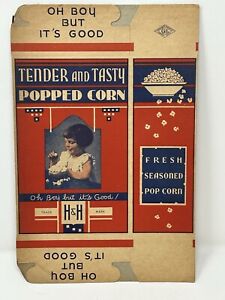 OH BOY
BUT
IT'S GOOD
TENDER AND TASTY
POPPED CORN
Oh Boy but it's Good!
TRADE
H&H
MARK
FRESH
SEASONED
POP CORN
OH BOY
BUT
IT'S GOOD